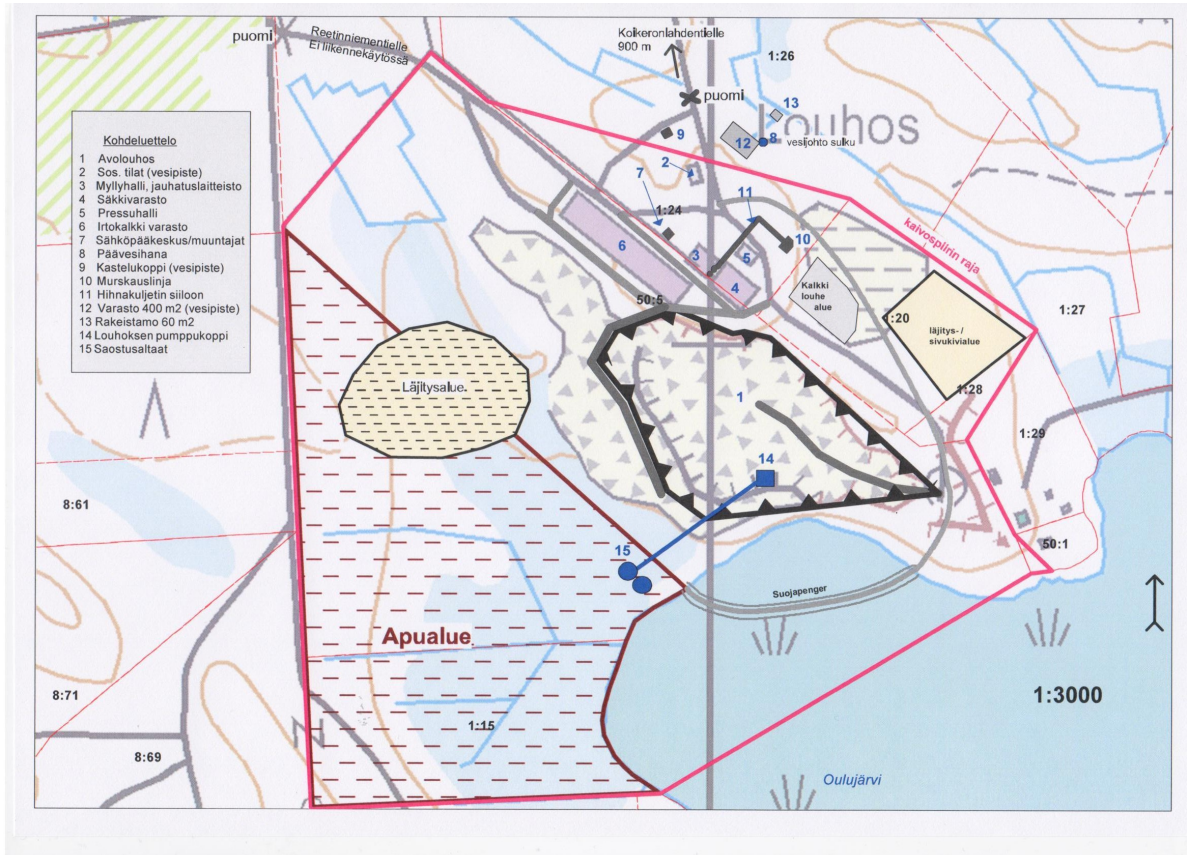 puomi
Reetinniementielle
Ei liikennekäytössä
Koikeronlahdentielle
900 m
puomi
1:26
13
Louhos
12
8
vesijohto sulku
9
2
7
11
1:24
10
6
3
5
4
50:5
kaivospiirin raja
Kalkki
louhe
alue
1:20
läjitys-/
sivukivialue
1:27
1:28
1:29
Kohdeluettelo
1 Avolouhos
2 Sos. tilat (vesipiste)
3 Myllyhalli, jauhatuslaitteisto
4 Säkkivarasto
5 Pressuhalli
6 Irtokalkki varasto
7 Sähköpääkeskus/muuntajat
8 Päävesihana
9 Kastelukoppi (vesipiste)
10 Murskauslinja
11 Hihnakuljetin siiloon
12 Varasto 400 m2 (vesipiste)
13 Rakeistamo 60 m2
14 Louhoksen pumppukoppi
15 Saostusaltaat
Läjitysalue
1
14
15
8:61
50:1
Suojapenger
Apualue
8:71
1:15
1:3000
8:69
Oulujärvi